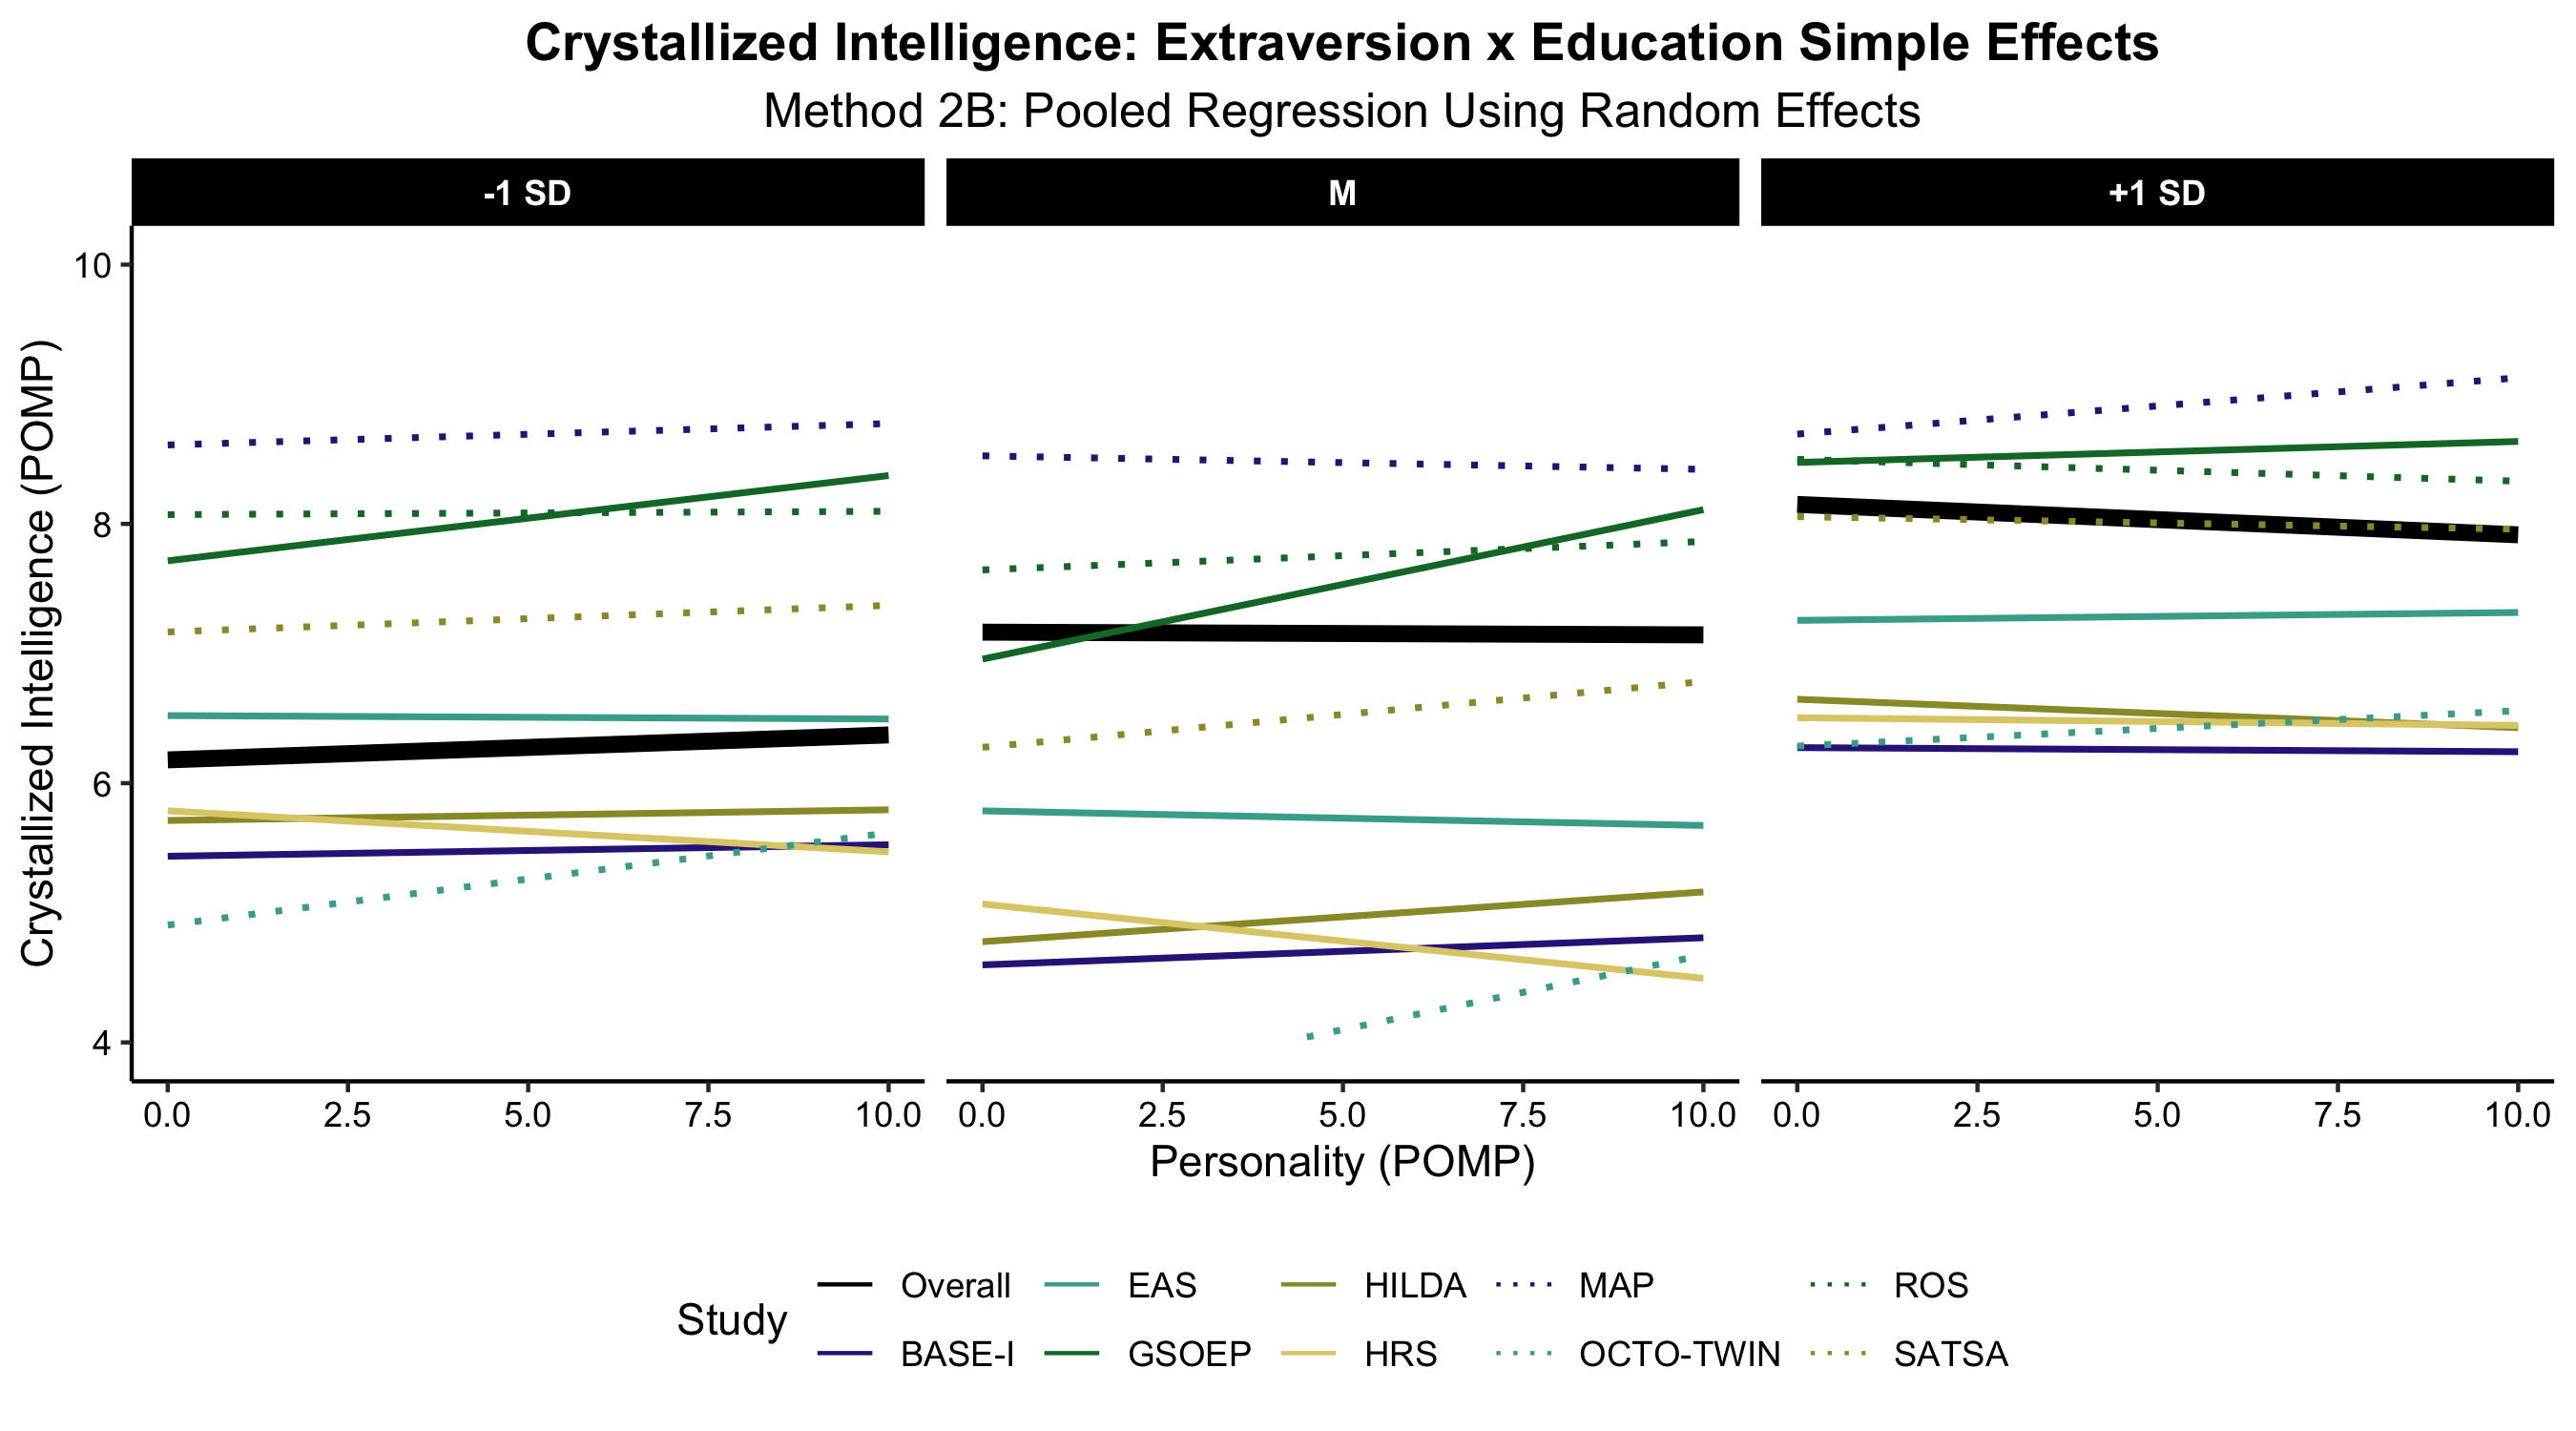 Crystallized Intelligence: Extraversion x Education Simple Effects
Method 2B: Pooled Regression Using Random Effects
-1 SD M +1 SD
Crystallized Intelligence (POMP)
10
8
6
4
0.0 2.5 5.0 7.5 10.0 0.0 2.5 5.0 7.5 10.0 0.0 2.5 5.0 7.5 10.0
Personality (POMP)
Study
Overall EAS HILDA MAP ROS
BASE-I GSOEP HRS OCTO-TWIN SATSA